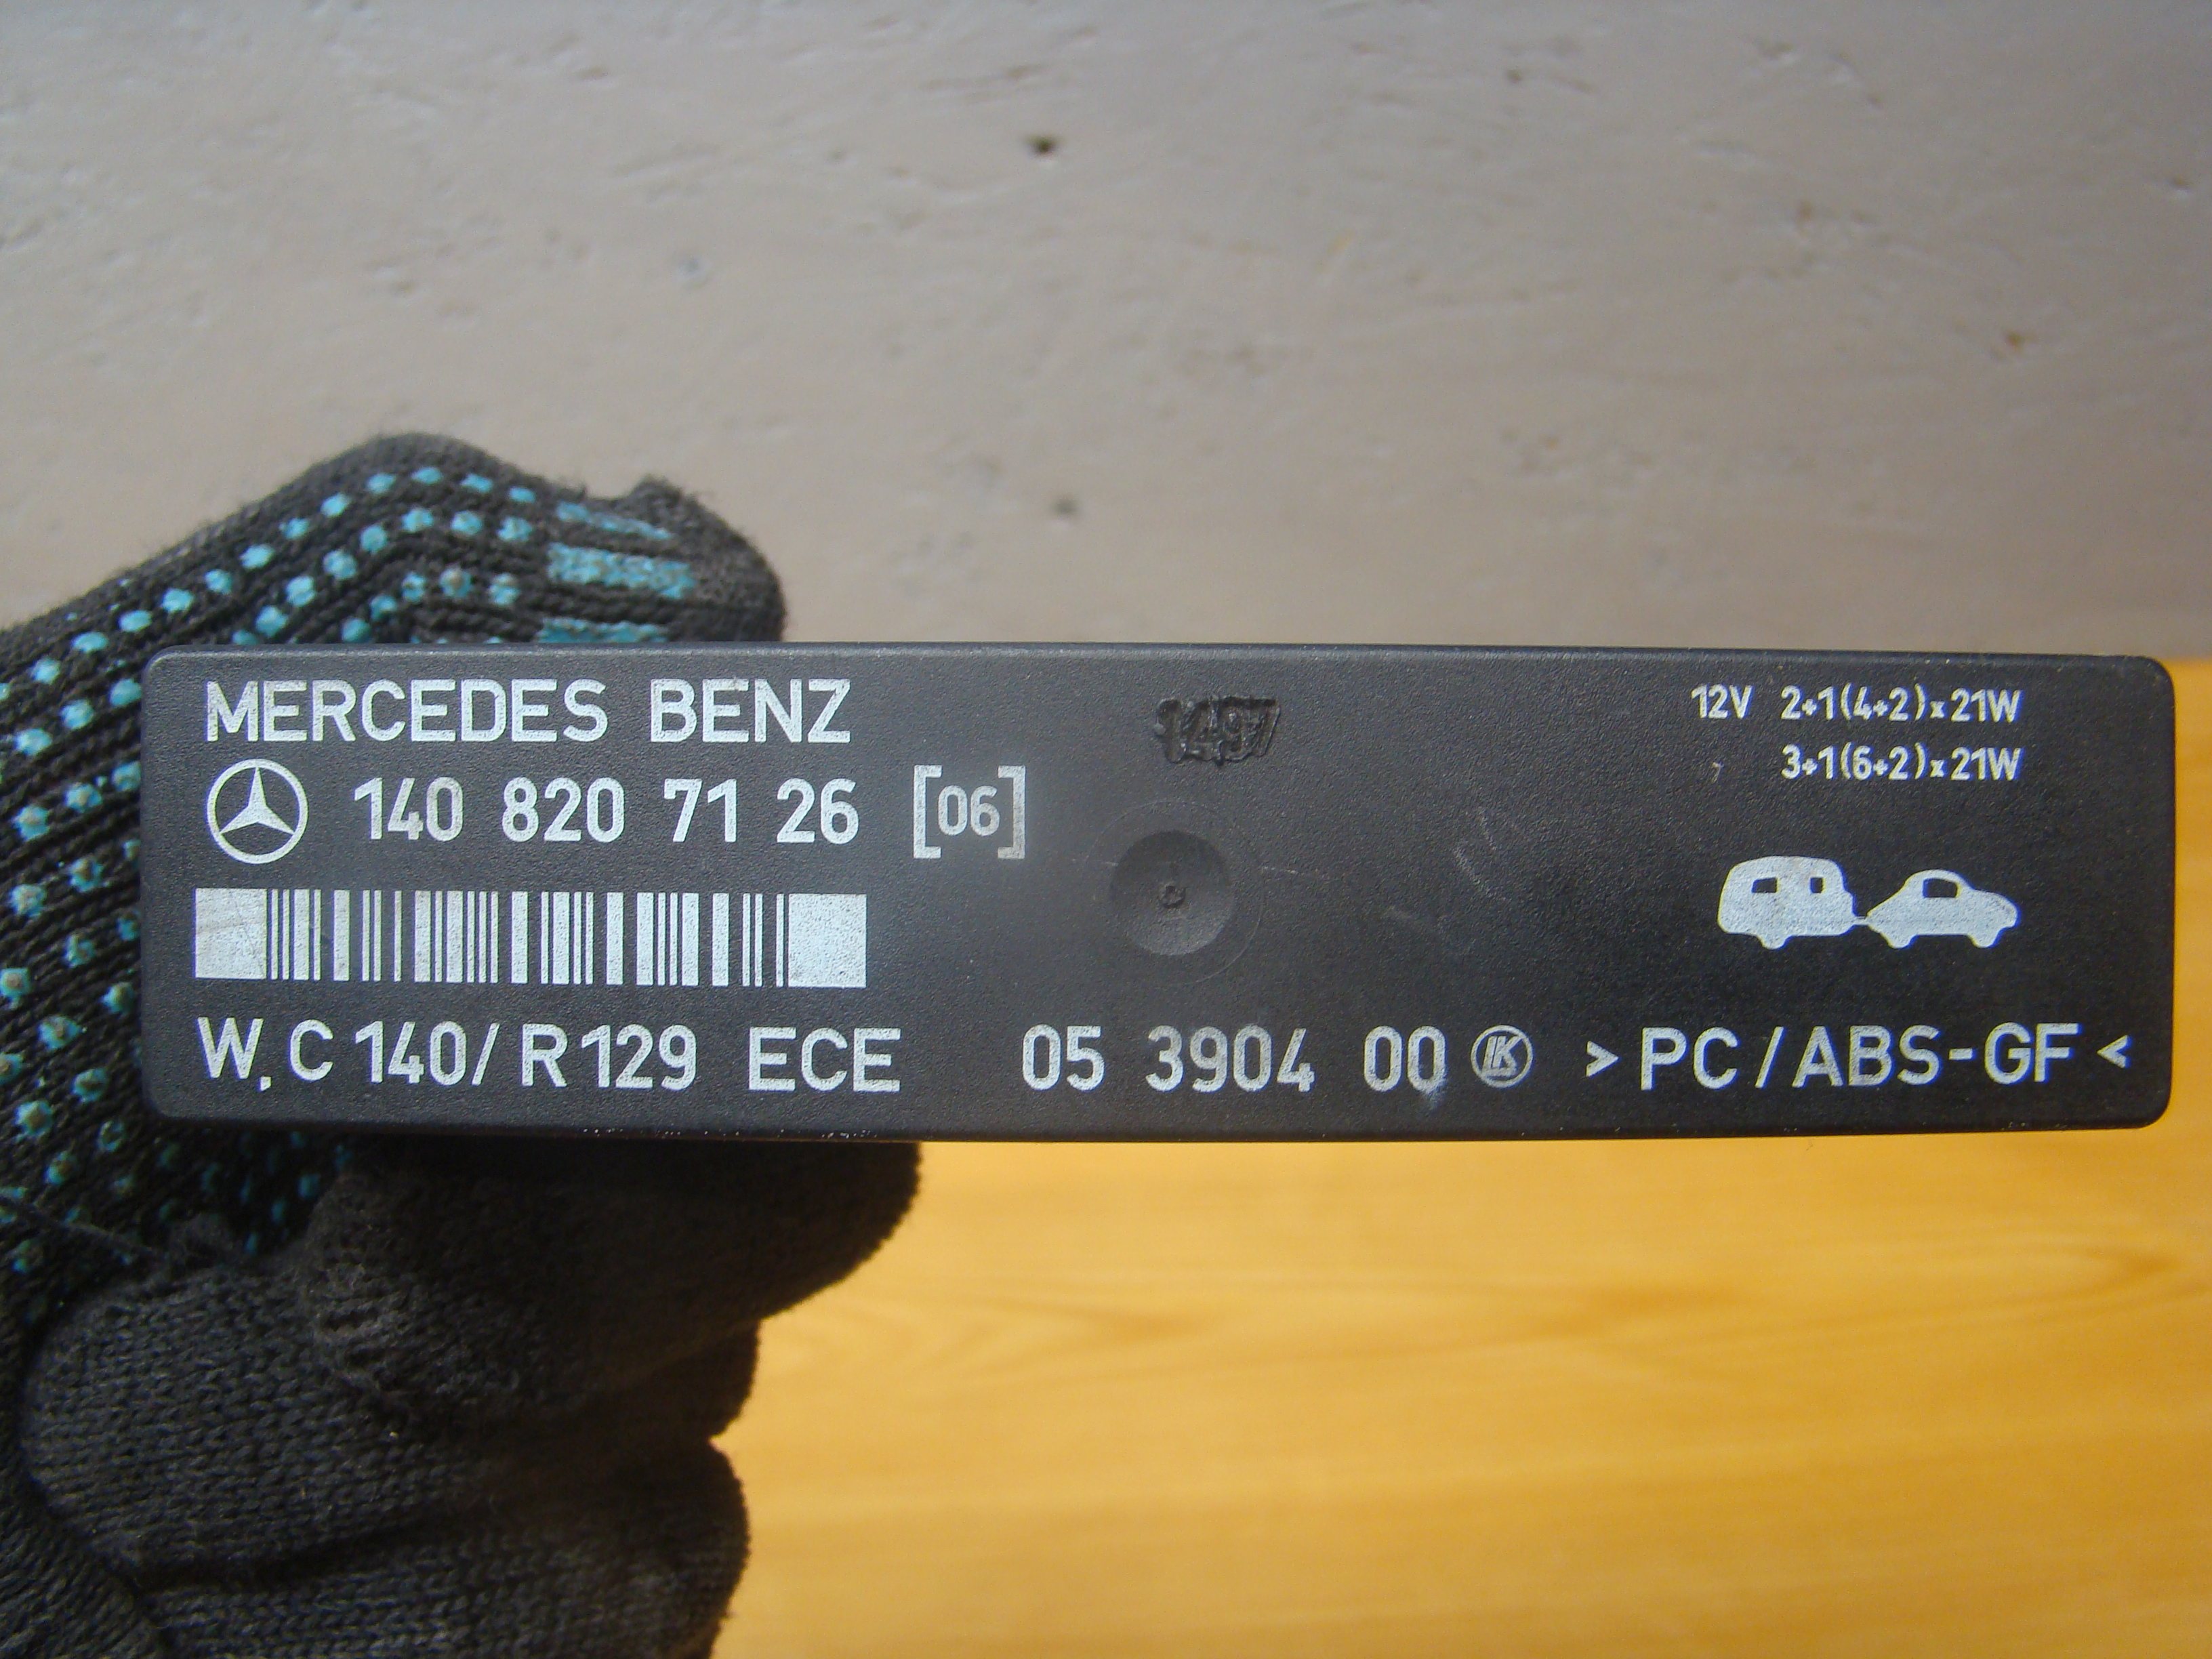 MERCEDES BENZ
140 820 71 26 [06]
W, C 140/ R 129 ECE
1497
12V 2+1(4+2)x21W
3+1(6+2)x21W
05 3904 00 LK >PC/ABS-GF<